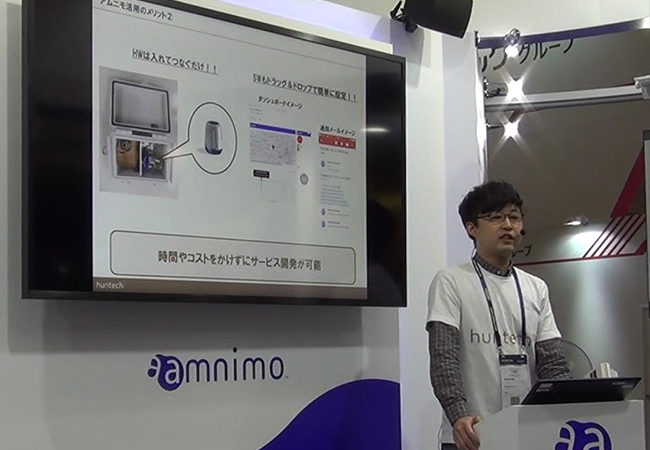 アムニモ活用のメリット②
HWは入れてつなぐだけ！！
SWもドラッグ＆ドロップで簡単に設定！！
ダッシュボードイメージ
通知メールイメージ
時間やコストをかけずにサービス開発が可能
huntech
amnimo
グループ
ープ
huntech